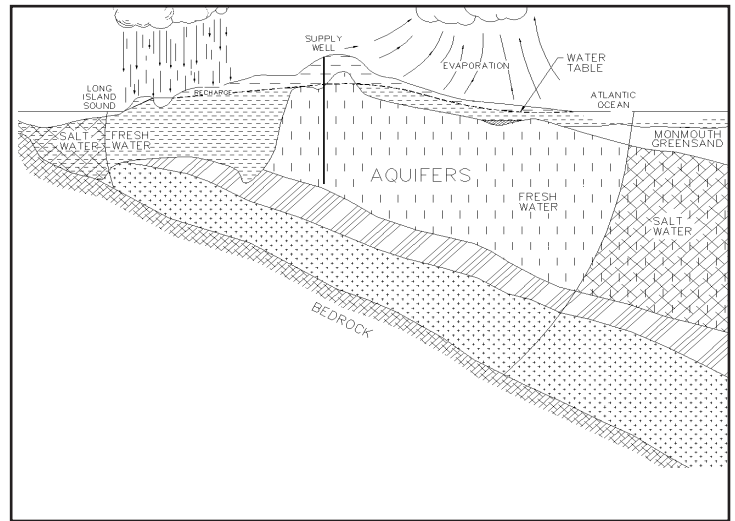 SUPPLY
WELL
EVAPORATION
WATER
TABLE
LONG
ISLAND
SOUND
RECHARGE
ATLANTIC
OCEAN
SALT
WATER
FRESH
WATER
MONMOUTH
GREENSAND
AQUIFERS
FRESH
WATER
SALT
WATER
BEDROCK